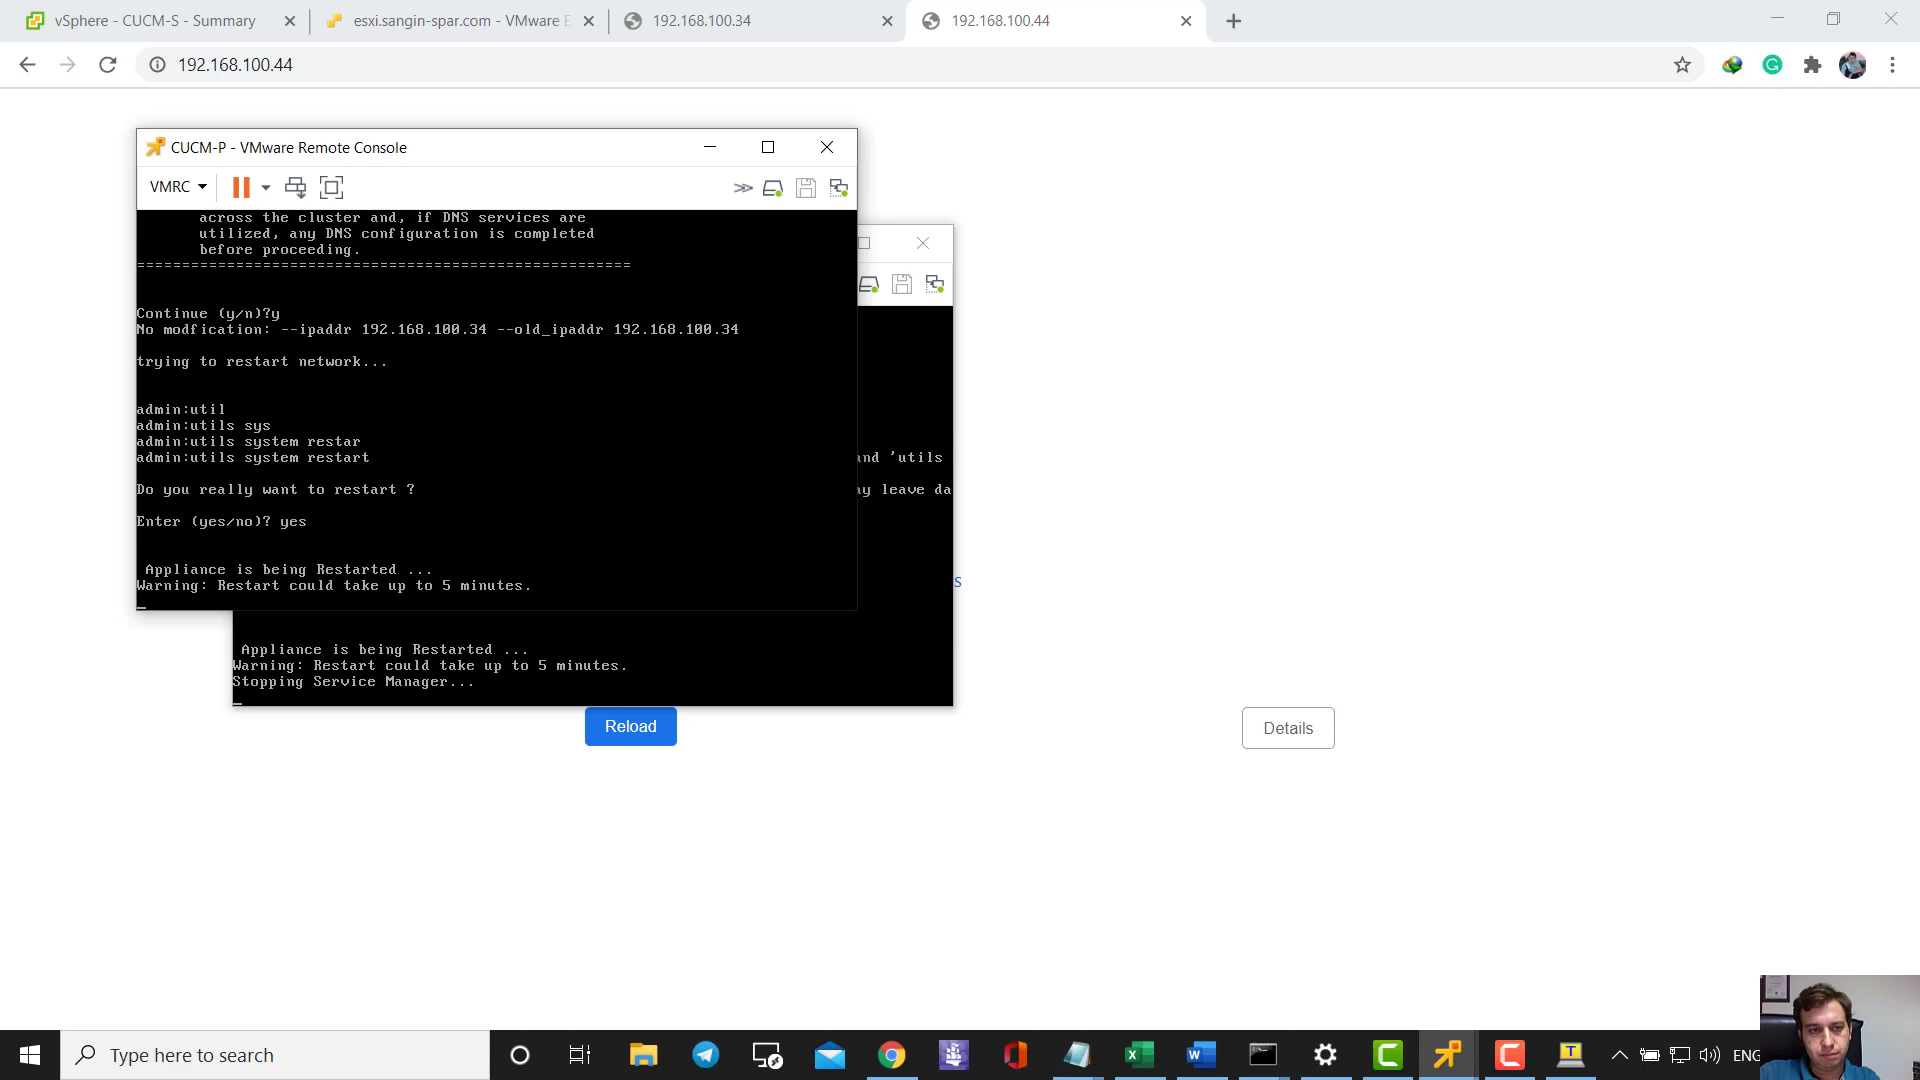 vSphere - CUCM-S - Summary
esxi.sangin-spar.com - VMware E
192.168.100.34
192.168.100.44
192.168.100.44
CUCM-P - VMware Remote Console
VMRC
across the cluster and, if DNS services are
utilized, any DNS configuration is completed
before proceeding.
=======================================================
Continue (y/n)?y
No modfication: --ipaddr 192.168.100.34 --old_ipaddr 192.168.100.34
trying to restart network...
admin:util
admin:utils sys
admin:utils system restar
admin:utils system restart
Do you really want to restart ?
Enter (yes/no)? yes
Appliance is being Restarted ...
Warning: Restart could take up to 5 minutes.
_
and 'utils
ay leave da
s
Appliance is being Restarted ...
Warning: Restart could take up to 5 minutes.
Stopping Service Manager...
_
Reload
Details
Type here to search
ENG